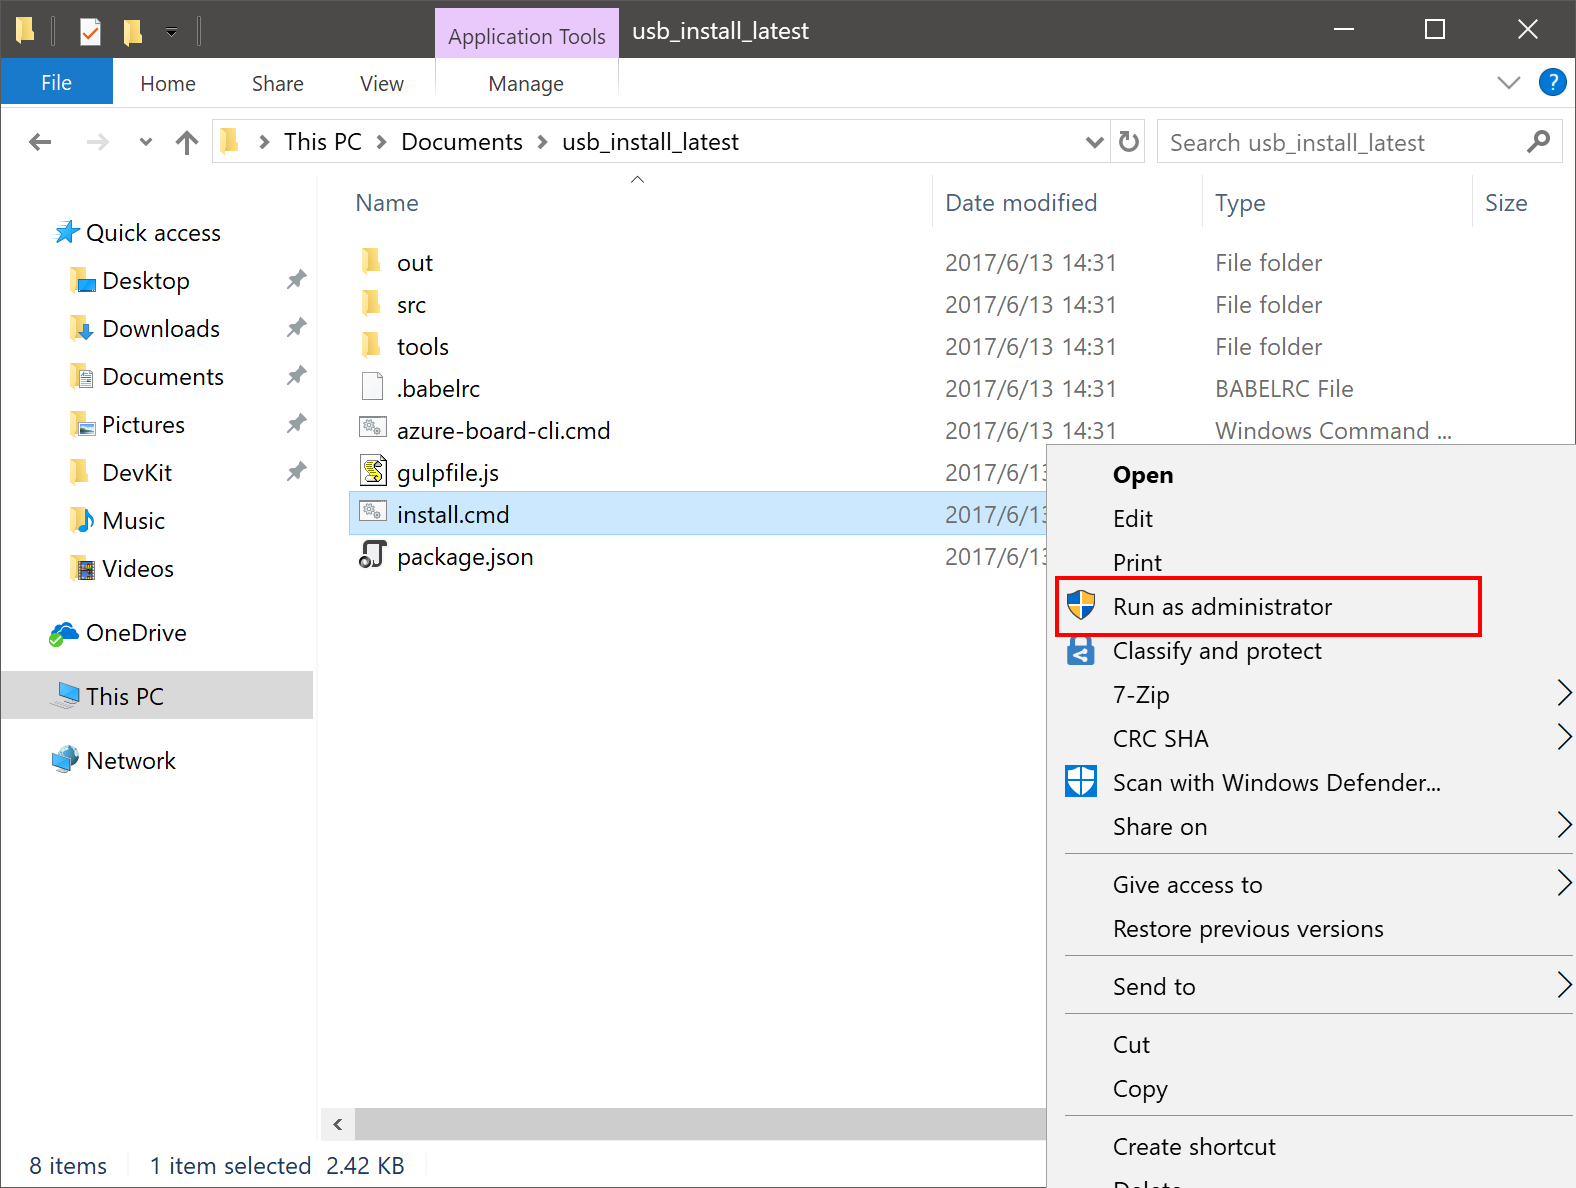 Application Tools usb_install_latest
File Home Share View Manage ?
This PC Documents usb_install_latest Search usb_install_latest
Name Date modified Type Size
Quick access
Desktop
Downloads
Documents
Pictures
DevKit
Music
Videos
OneDrive
This PC
Network
out 2017/6/13 14:31 File folder
src 2017/6/13 14:31 File folder
tools 2017/6/13 14:31 File folder
.babelrc 2017/6/13 14:31 BABELRC File
azure-board-cli.cmd 2017/6/13 14:31 Windows Command ...
gulpfile.js 2017/6/13
install.cmd 2017/6/13
package.json 2017/6/13
Open
Edit
Print
Run as administrator
Classify and protect
7-Zip
CRC SHA
Scan with Windows Defender...
Share on
Give access to
Restore previous versions
Send to
Cut
Copy
Create shortcut
Delete
8 items 1 item selected 2.42 KB